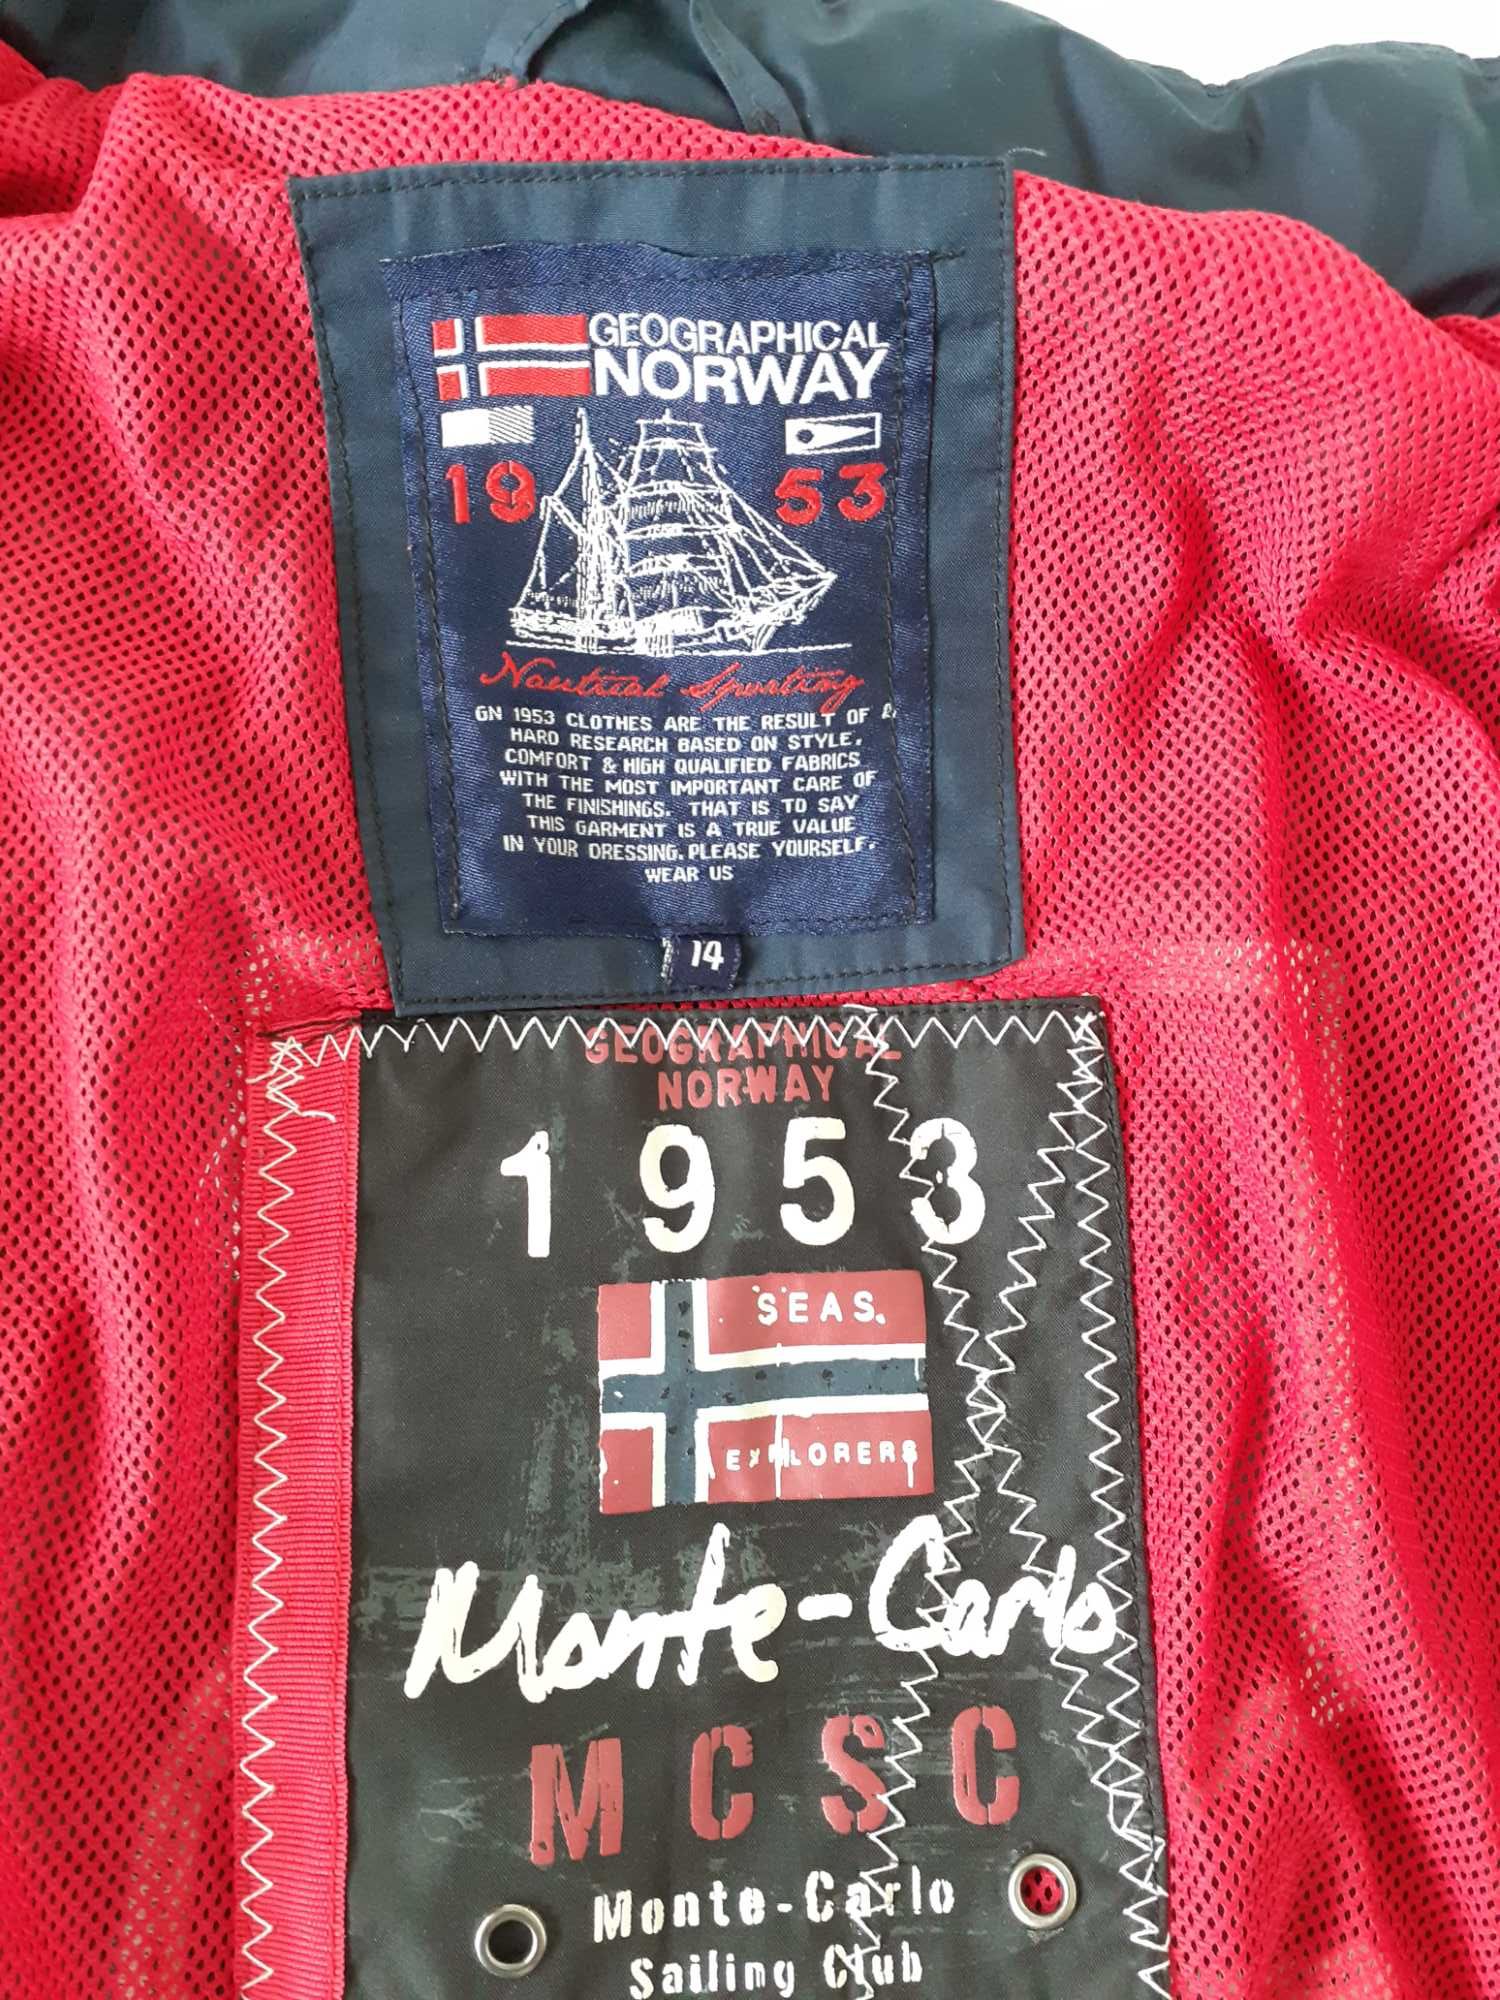 GEOGRAPHICAL
NORWAY
19 53
Nautical Sporting
GN 1953 CLOTHES ARE THE RESULT OF A
HARD RESEARCH BASED ON STYLE.
COMFORT & HIGH QUALIFIED FABRICS
WITH THE MOST IMPORTANT CARE OF
THE FINISHINGS. THAT IS TO SAY
THIS GARMENT IS A TRUE VALUE
IN YOUR DRESSING. PLEASE YOURSELF.
WEAR US
14
GEOGRAPHICAL
NORWAY
1953
SEAS.
EXPLORERS
Monte-Carlo
MCSC
Monte-Carlo
Sailing Club